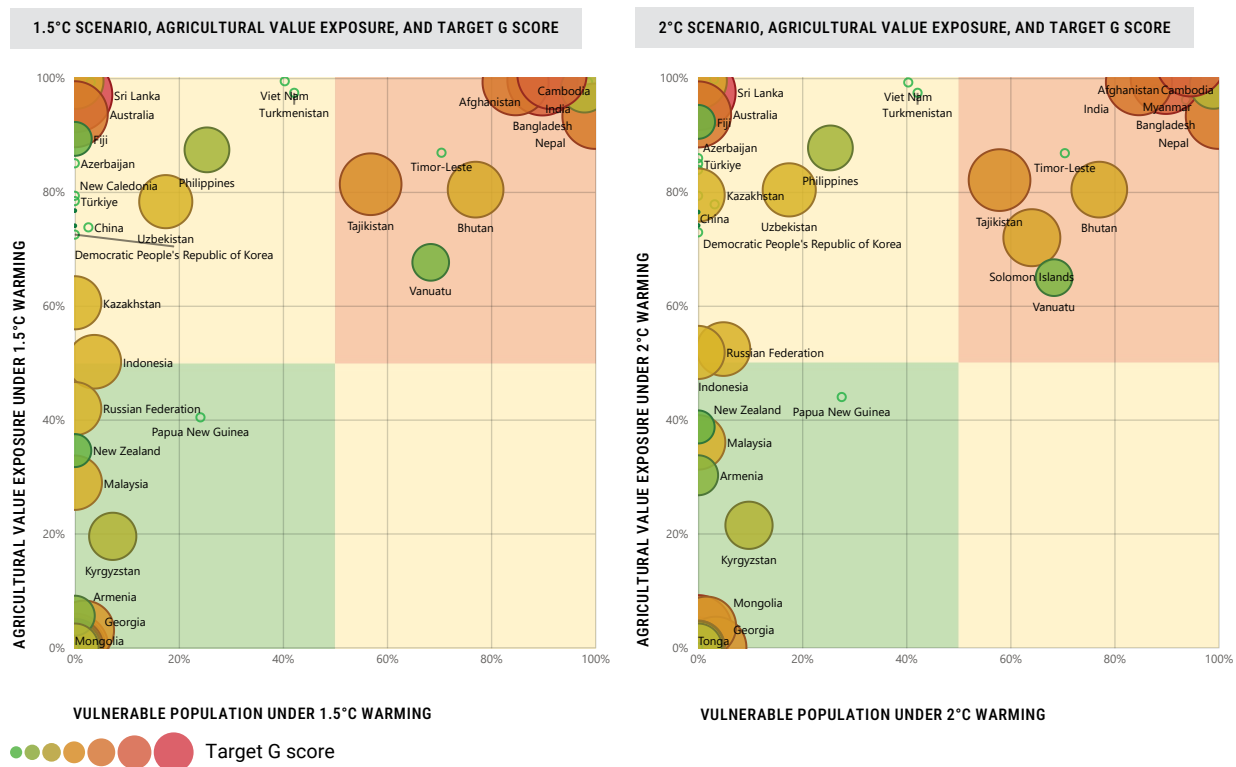 1.5°C SCENARIO, AGRICULTURAL VALUE EXPOSURE, AND TARGET G SCORE
AGRICULTURAL VALUE EXPOSURE UNDER 1.5°C WARMING
100%
80%
60%
40%
20%
0%
Sri Lanka
Australia
Fiji
Azerbaijan
New Caledonia
Türkiye
China
Uzbekistan
Democratic People's Republic of Korea
Philippines
Viet Nam
Turkmenistan
Afghanistan
Cambodia
India
Bangladesh
Nepal
Timor-Leste
Tajikistan
Bhutan
Vanuatu
Kazakhstan
Indonesia
Russian Federation
Papua New Guinea
New Zealand
Malaysia
Kyrgyzstan
Armenia
Georgia
Mongolia
0%
20%
40%
60%
80%
100%
VULNERABLE POPULATION UNDER 1.5°C WARMING
Target G score
2°C SCENARIO, AGRICULTURAL VALUE EXPOSURE, AND TARGET G SCORE
AGRICULTURAL VALUE EXPOSURE UNDER 2°C WARMING
100%
80%
60%
40%
20%
0%
Sri Lanka
Australia
Fiji
Azerbaijan
Türkiye
Kazakhstan
China
Democratic People's Republic of Korea
Uzbekistan
Philippines
Viet Nam
Turkmenistan
Afghanistan
Cambodia
India
Myanmar
Bangladesh
Nepal
Timor-Leste
Tajikistan
Bhutan
Solomon Islands
Vanuatu
Russian Federation
Indonesia
New Zealand
Papua New Guinea
Malaysia
Armenia
Kyrgyzstan
Mongolia
Georgia
Tonga
0%
20%
40%
60%
80%
100%
VULNERABLE POPULATION UNDER 2°C WARMING